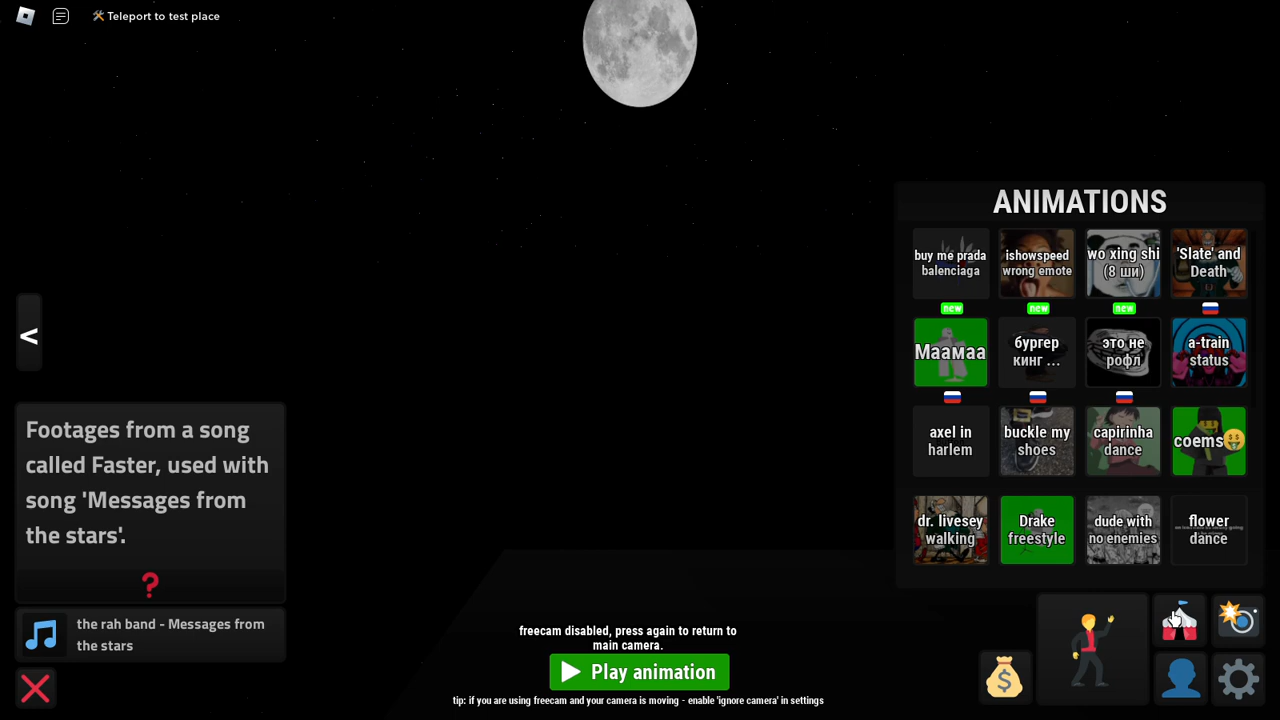 Teleport to test place
ANIMATIONS
buy me prada
balenciaga
ishowspeed
wrong emote
wo xing shi
(8 ши)
'Slate' and
Death
new
new
new
Маамаа
бургер
кинг ...
это не
рофл
a-train
status
axel in
harlem
buckle my
shoes
capirinha
dance
coems
dr. livesey
walking
Drake
freestyle
dude with
no enemies
flower
dance
<
Footages from a song
called Faster, used with
song 'Messages from
the stars'.
?
the rah band - Messages from
the stars
freecam disabled, press again to return to
main camera.
Play animation
tip: if you are using freecam and your camera is moving - enable 'ignore camera' in settings